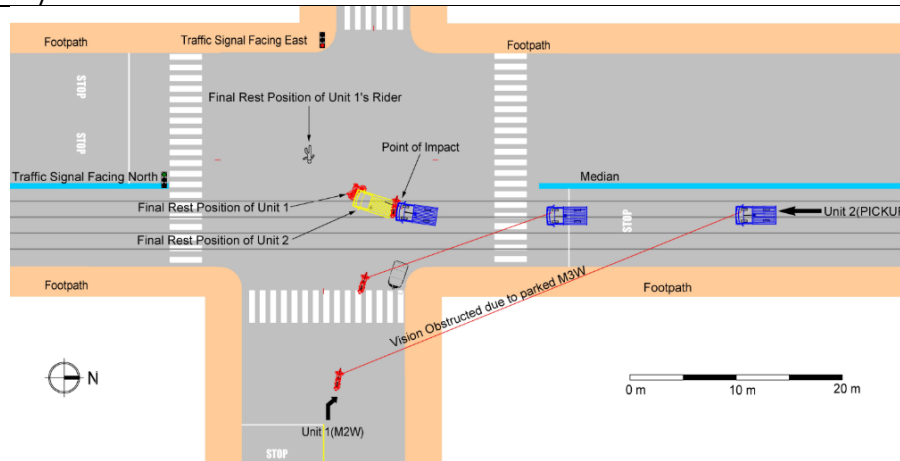 Footpath
Traffic Signal Facing East
Footpath
STOP
Final Rest Position of Unit 1's Rider
STOP
Point of Impact
Traffic Signal Facing North
Median
Final Rest Position of Unit 1
STOP
Unit 2(PICKUP
Final Rest Position of Unit 2
Footpath
Footpath
Vision Obstructed due to parked M3W
N
0 m
10 m
20 m
Unit 1(M2W)
STOP